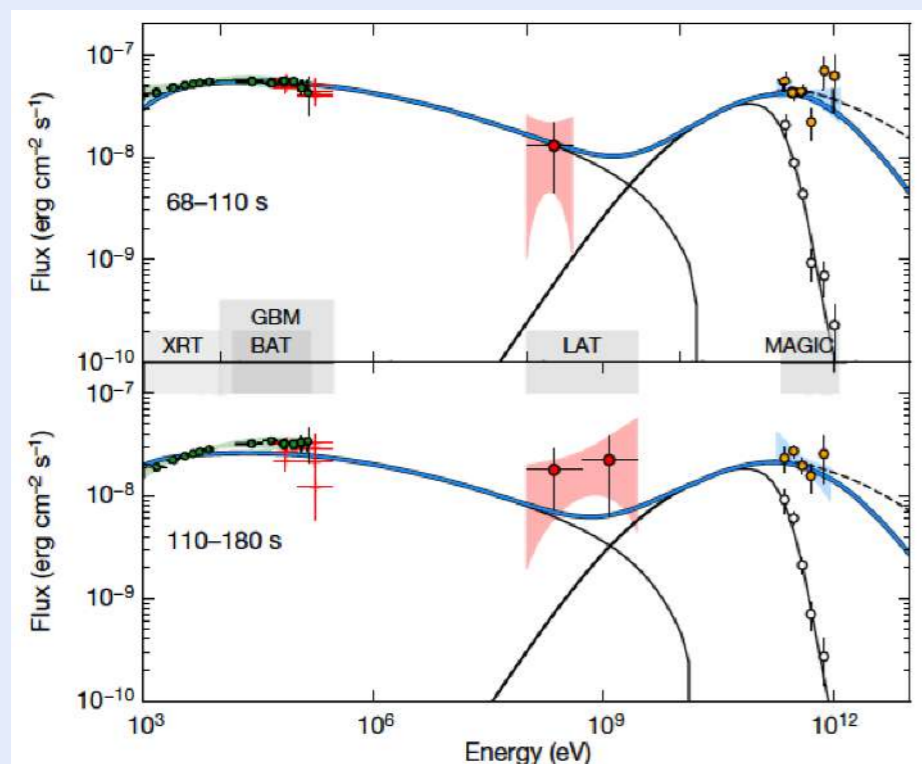 10⁻⁷
10⁻⁸
10⁻⁹
10⁻¹⁰
Flux (erg cm⁻² s⁻¹)
68–110 s
XRT
GBM
BAT
LAT
MAGIC
10⁻⁷
10⁻⁸
10⁻⁹
10⁻¹⁰
Flux (erg cm⁻² s⁻¹)
110–180 s
10³
10⁶
10⁹
10¹²
Energy (eV)